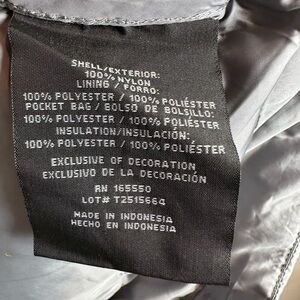 SHELL/EXTERIOR:
100% NYLON
LINING / FORRO:
100% POLYESTER / 100% POLIÉSTER
POCKET BAG / BOLSO DE BOLSILLO:
100% POLYESTER / 100% POLIÉSTER
INSULATION/INSULACIÓN:
100% POLYESTER / 100% POLIÉSTER
EXCLUSIVE OF DECORATION
EXCLUSIVO DE LA DECORACIÓN
RN 165550
LOT# T2515664
MADE IN INDONESIA
HECHO EN INDONESIA